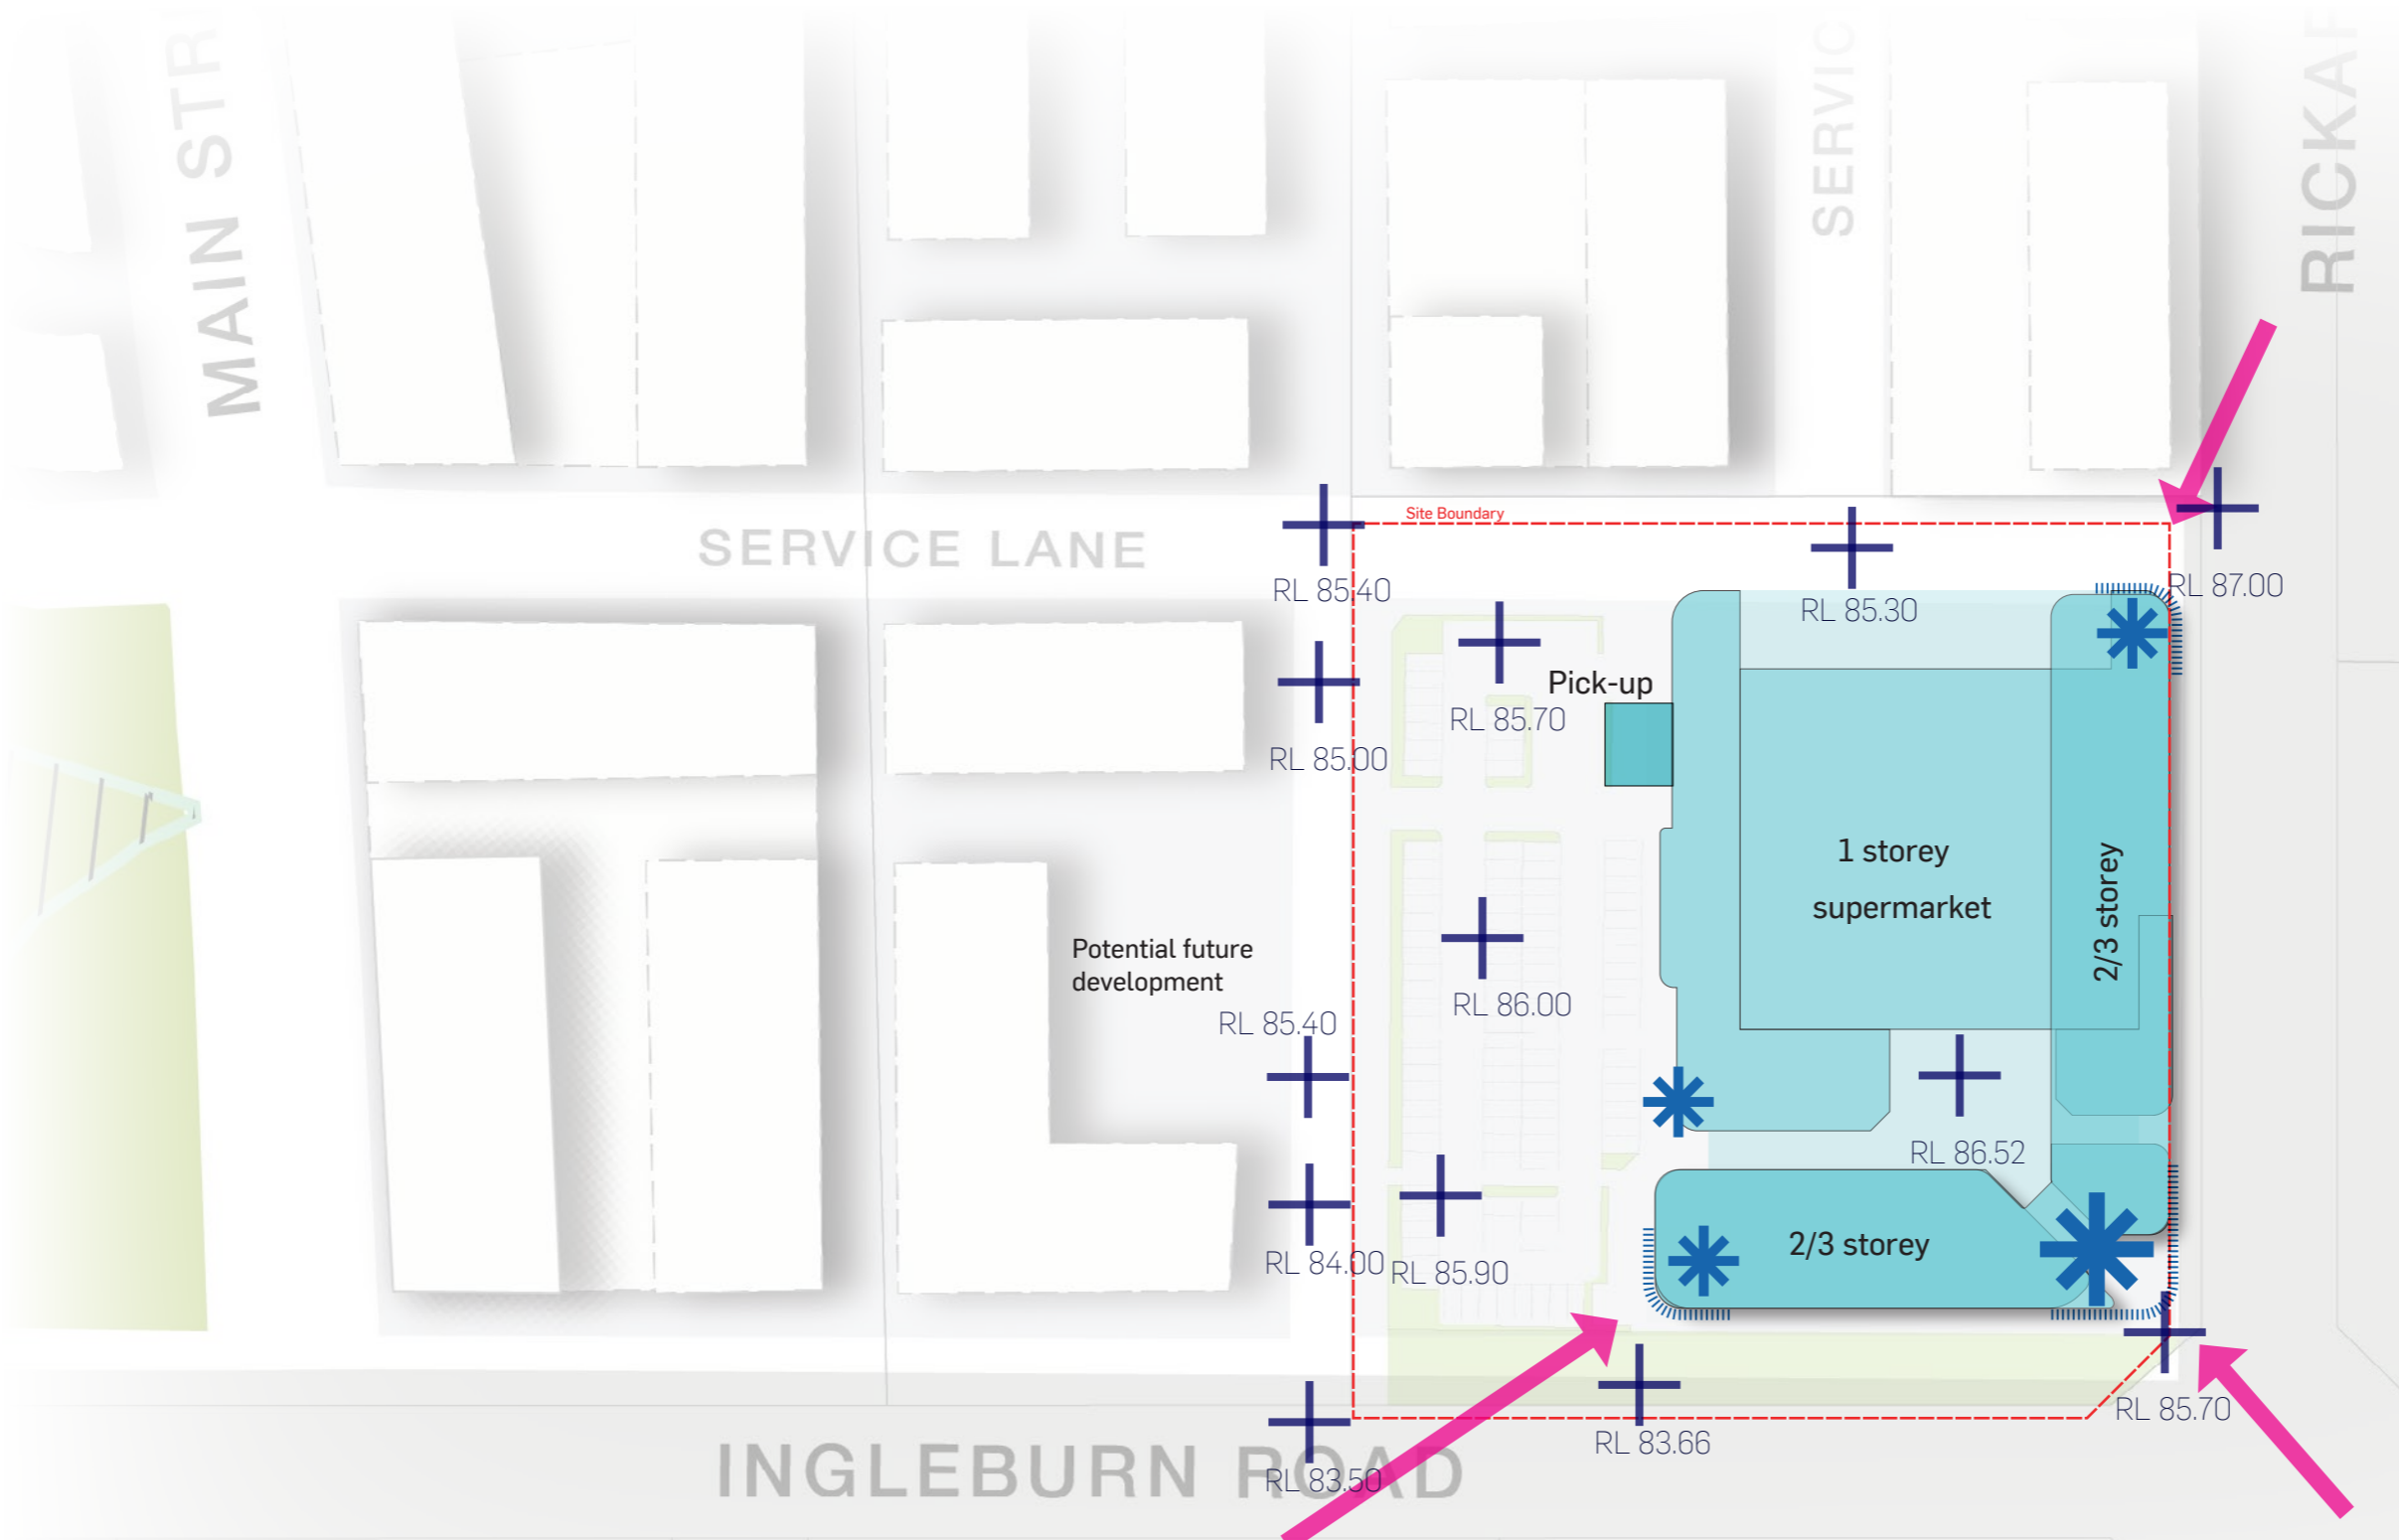 MAIN STR
SERVIC
RICKAR
Site Boundary
SERVICE LANE
RL 85.40
RL 87.00
RL 85.30
Pick-up
RL 85.70
RL 85.00
1 storey
supermarket
2/3 storey
Potential future
development
RL 86.00
RL 85.40
RL 86.52
2/3 storey
RL 84.00
RL 85.90
RL 85.70
RL 83.66
INGLEBURN ROAD
RL 83.50